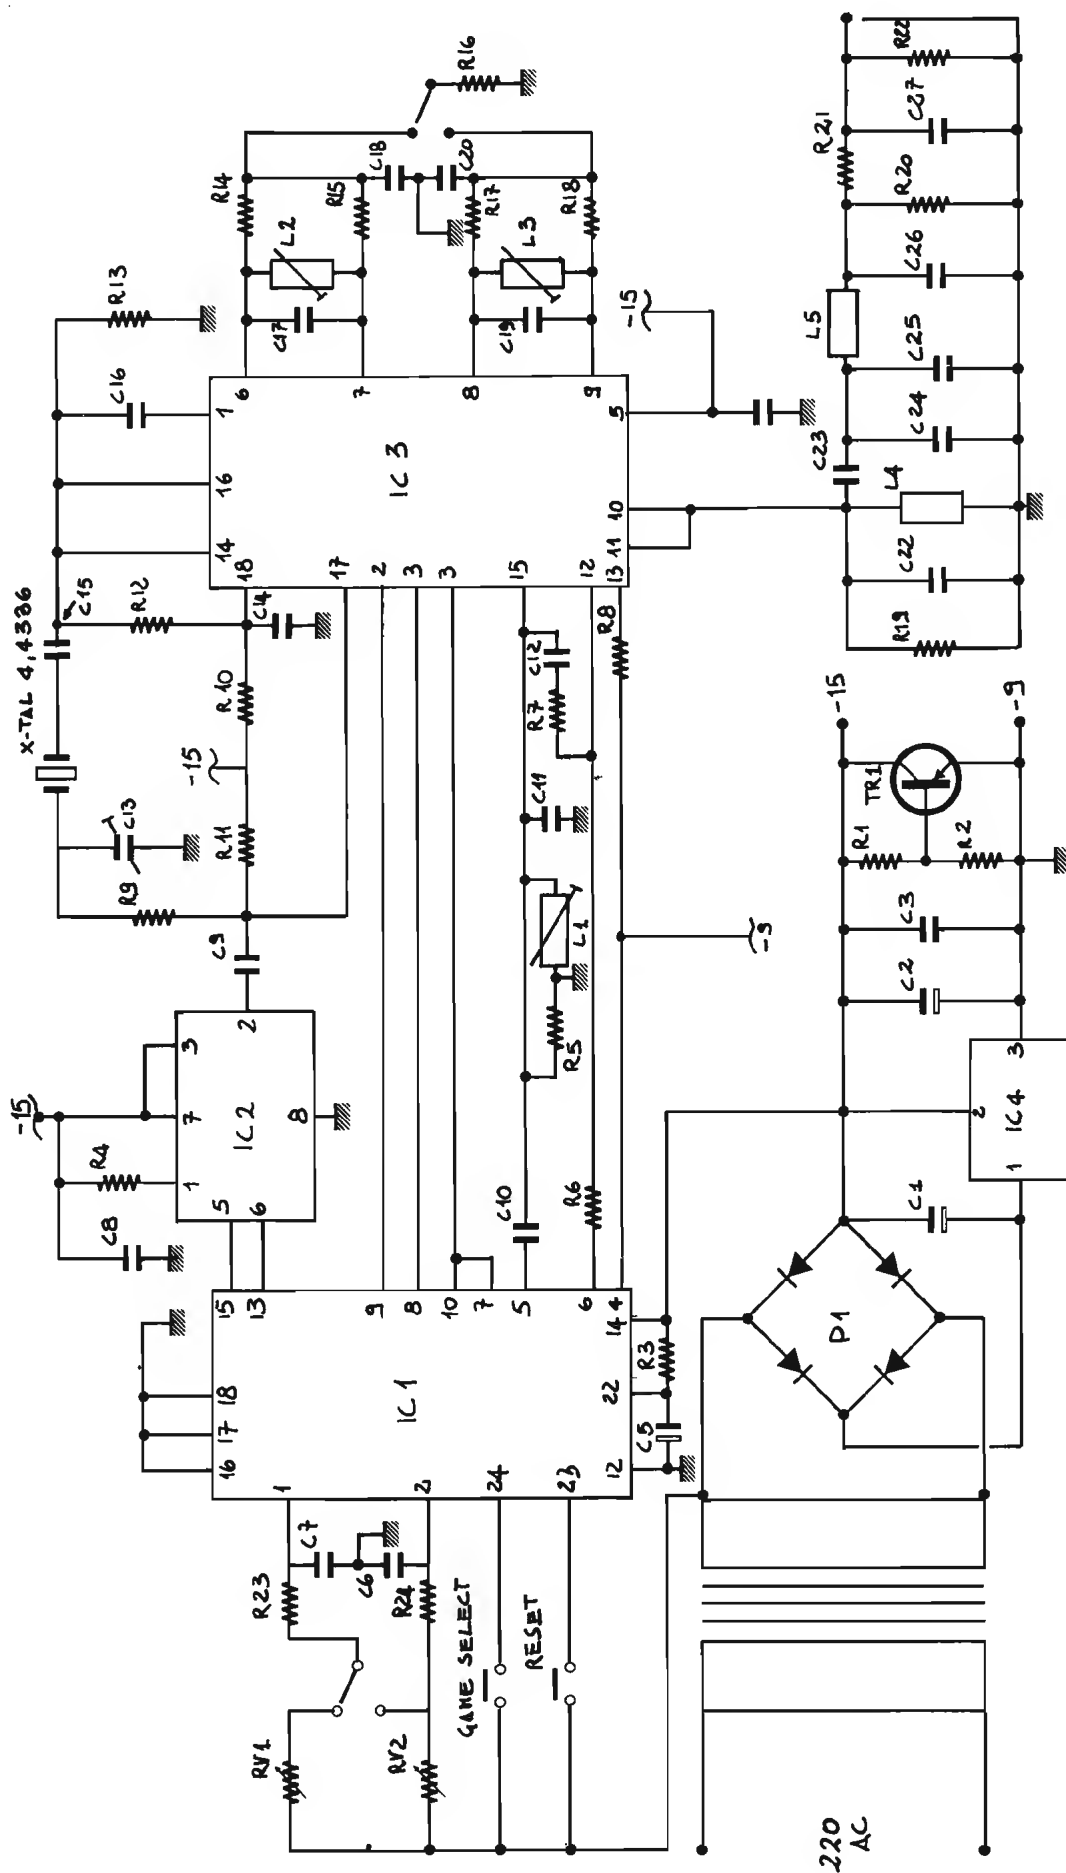 X-TAL 4,4336
C15
R13
C16
R12
R9
C13
-15
R10
R11
C14
C9
R14
R15
C18
C20
R16
R17
R18
L2
L3
C17
C19
-15
IC 3
6
7
8
9
1
16
14
18
17
2
3
3
15
12
13
11
10
5
-15
R4
C8
IC2
1
7
3
2
8
5
6
IC1
15
13
18
17
16
9
8
10
7
5
6
4
14
22
12
1
2
24
23
C10
R5
L1
C11
R7
C12
R6
R8
-9
R3
C5
R23
C7
C6
R24
RV1
RV2
GAME SELECT
RESET
C23
L5
R21
R22
C27
R20
C26
C25
C24
L4
C22
R19
-15
-9
TR1
R1
R2
C3
C2
IC4
1
2
3
C1
D1
220
AC